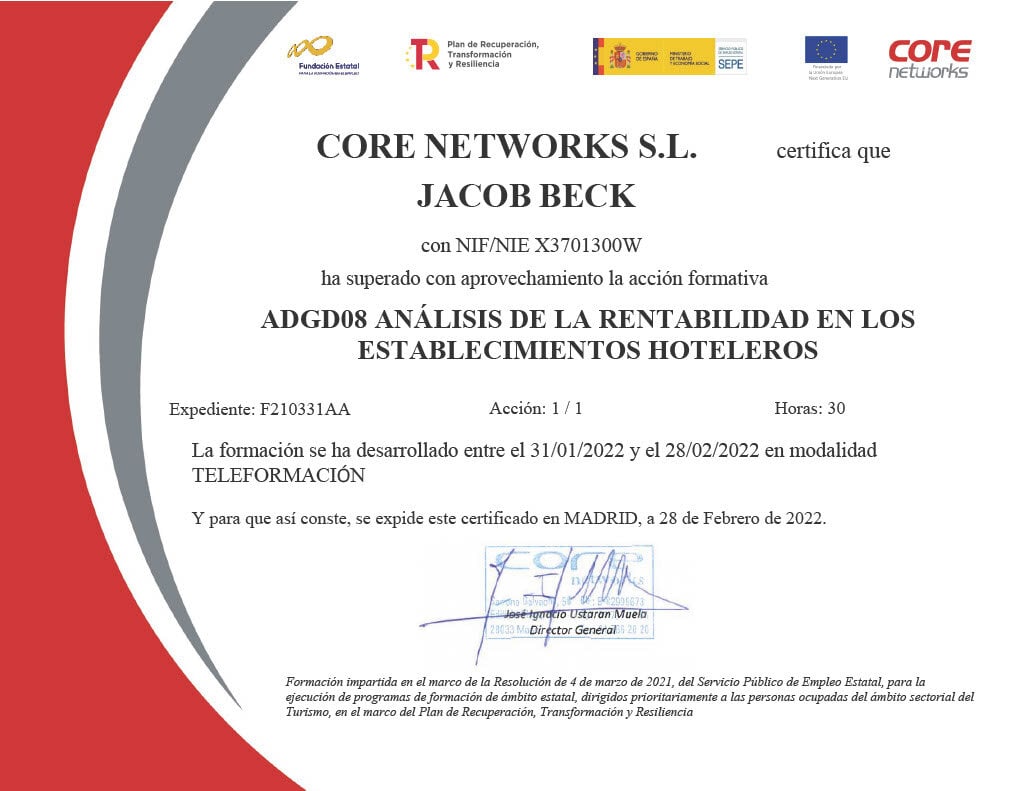 Fundación Estatal
PARA LA FORMACIÓN EN EL EMPLEO
Plan de Recuperación,
Transformación
y Resiliencia
GOBIERNO
DE ESPAÑA
MINISTERIO
DE TRABAJO
Y ECONOMÍA SOCIAL
SERVICIO PÚBLICO
DE EMPLEO ESTATAL
SEPE
Financiado por
la Unión Europea
Next Generation EU
core
networks
CORE NETWORKS S.L. certifica que
JACOB BECK
con NIF/NIE X3701300W
ha superado con aprovechamiento la acción formativa
ADGD08 ANÁLISIS DE LA RENTABILIDAD EN LOS
ESTABLECIMIENTOS HOTELEROS
Expediente: F210331AA Acción: 1 / 1 Horas: 30
La formación se ha desarrollado entre el 31/01/2022 y el 28/02/2022 en modalidad
TELEFORMACIÓN
Y para que así conste, se expide este certificado en MADRID, a 28 de Febrero de 2022.
core
networks
José Ignacio Ustaran Muela
Director General
Formación impartida en el marco de la Resolución de 4 de marzo de 2021, del Servicio Público de Empleo Estatal, para la
ejecución de programas de formación de ámbito estatal, dirigidos prioritariamente a las personas ocupadas del ámbito sectorial del
Turismo, en el marco del Plan de Recuperación, Transformación y Resiliencia